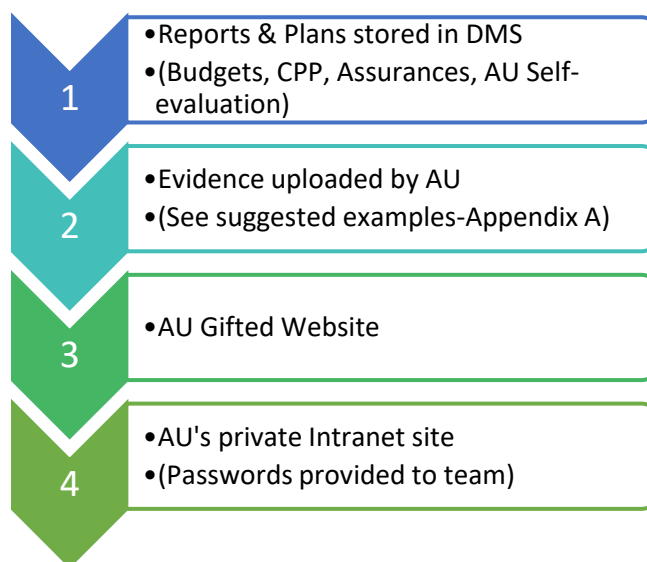 1
•Reports & Plans stored in DMS
•(Budgets, CPP, Assurances, AU Self-
evaluation)
2
•Evidence uploaded by AU
•(See suggested examples-Appendix A)
3
•AU Gifted Website
4
•AU's private Intranet site
•(Passwords provided to team)